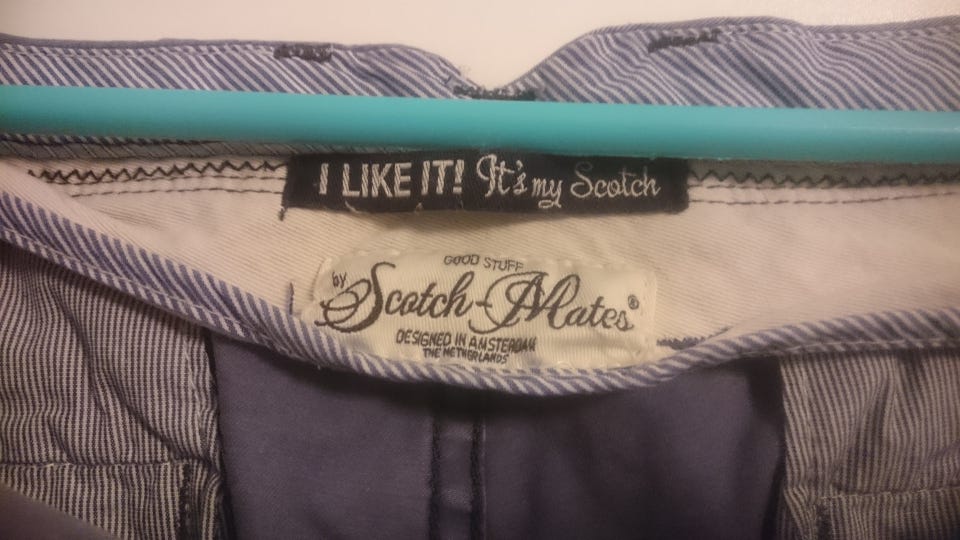 I LIKE IT! It's my Scotch
GOOD STUFF
by Scotch-Mates®
DESIGNED IN AMSTERDAM
THE NETHERLANDS